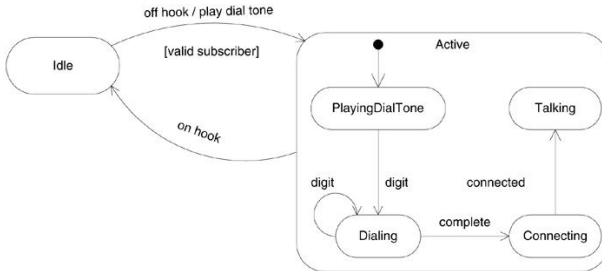 off hook / play dial tone
Idle
[valid subscriber]
Active
PlayingDialTone
Talking
on hook
digit
digit
connected
complete
Dialing
Connecting